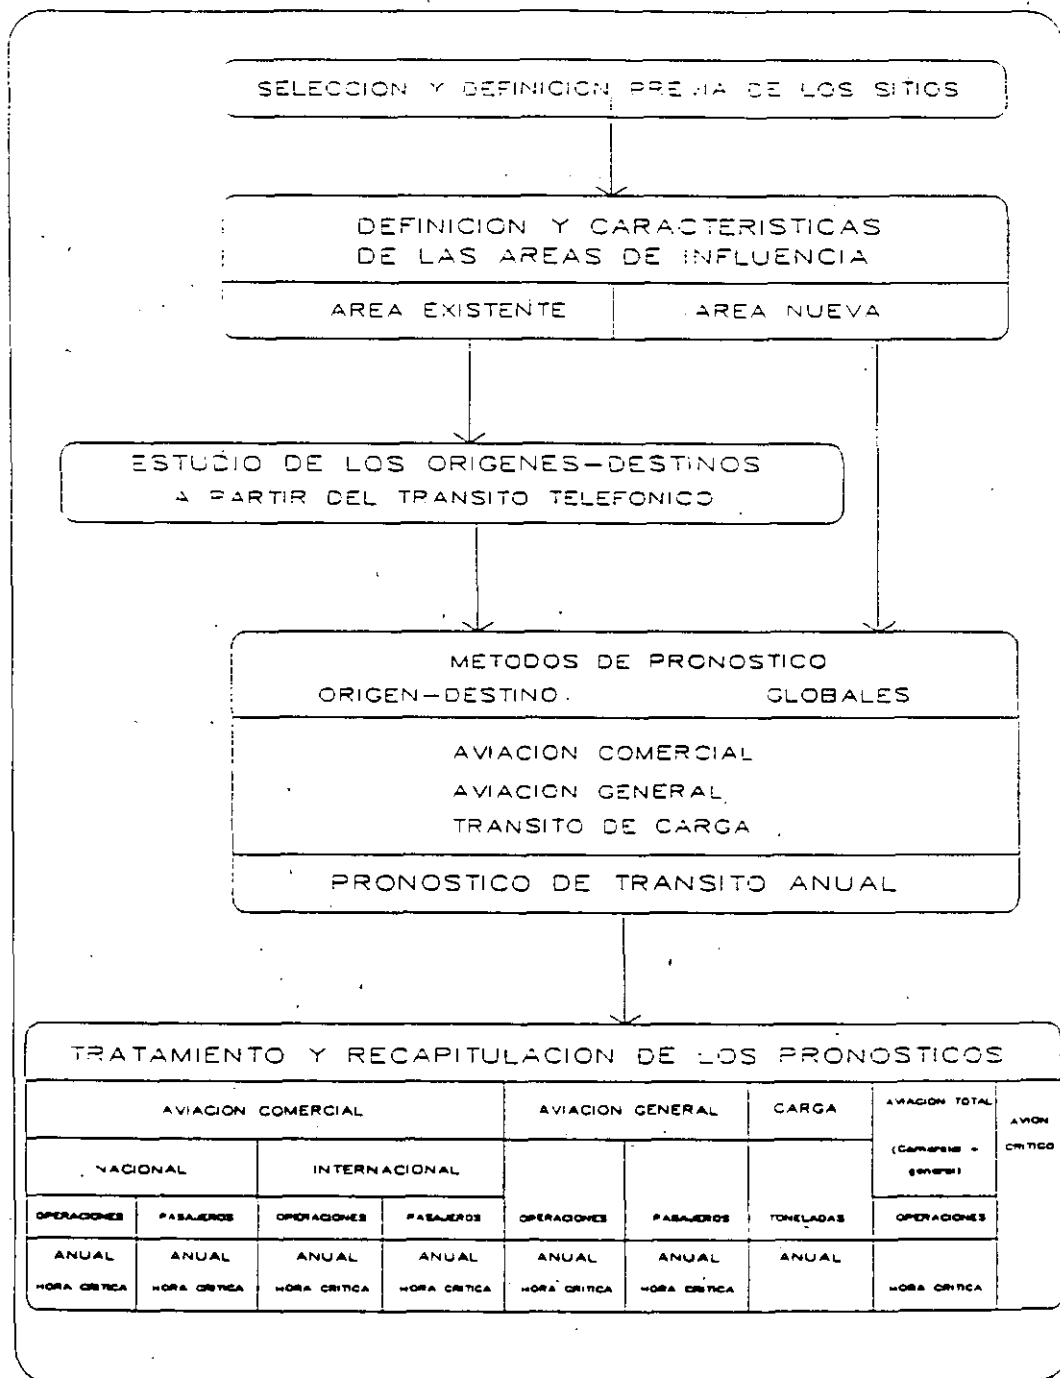 SELECCION Y DEFINICION PREVIA DE LOS SITIOS
DEFINICION Y CARACTERISTICAS
DE LAS AREAS DE INFLUENCIA
AREA EXISTENTE AREA NUEVA
ESTUDIO DE LOS ORIGENES-DESTINOS
A PARTIR DEL TRANSITO TELEFONICO
METODOS DE PRONOSTICO
ORIGEN-DESTINO. GLOBALES
AVIACION COMERCIAL
AVIACION GENERAL
TRANSITO DE CARGA
PRONOSTICO DE TRANSITO ANUAL
TRATAMIENTO Y RECAPITULACION DE LOS PRONOSTICOS
AVIACION COMERCIAL AVIACION GENERAL CARGA AVIACION TOTAL AVION
NACIONAL INTERNACIONAL (Comercial + general) CRITICO
OPERACIONES PASAJEROS OPERACIONES PASAJEROS OPERACIONES PASAJEROS TONELADAS OPERACIONES
ANUAL ANUAL ANUAL ANUAL ANUAL ANUAL ANUAL
HORA CRITICA HORA CRITICA HORA CRITICA HORA CRITICA HORA CRITICA HORA CRITICA HORA CRITICA